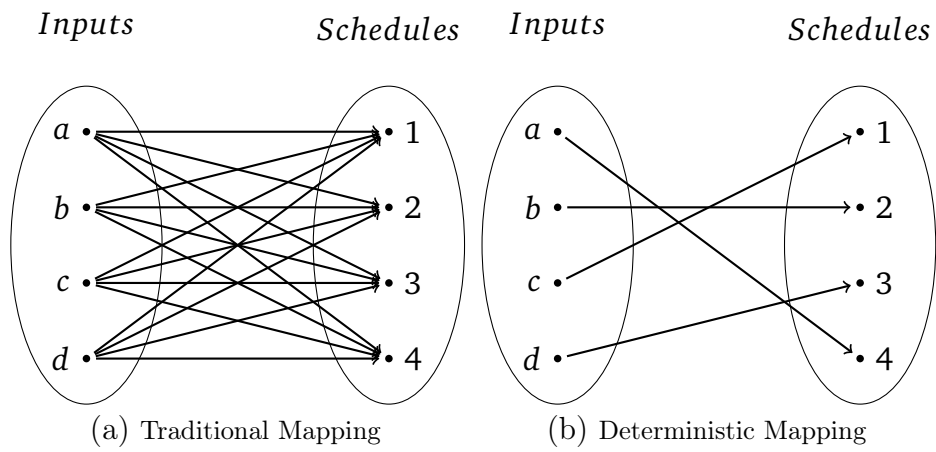 Inputs Schedules Inputs Schedules
a 1 a 1
b 2 b 2
c 3 c 3
d 4 d 4
(a) Traditional Mapping (b) Deterministic Mapping